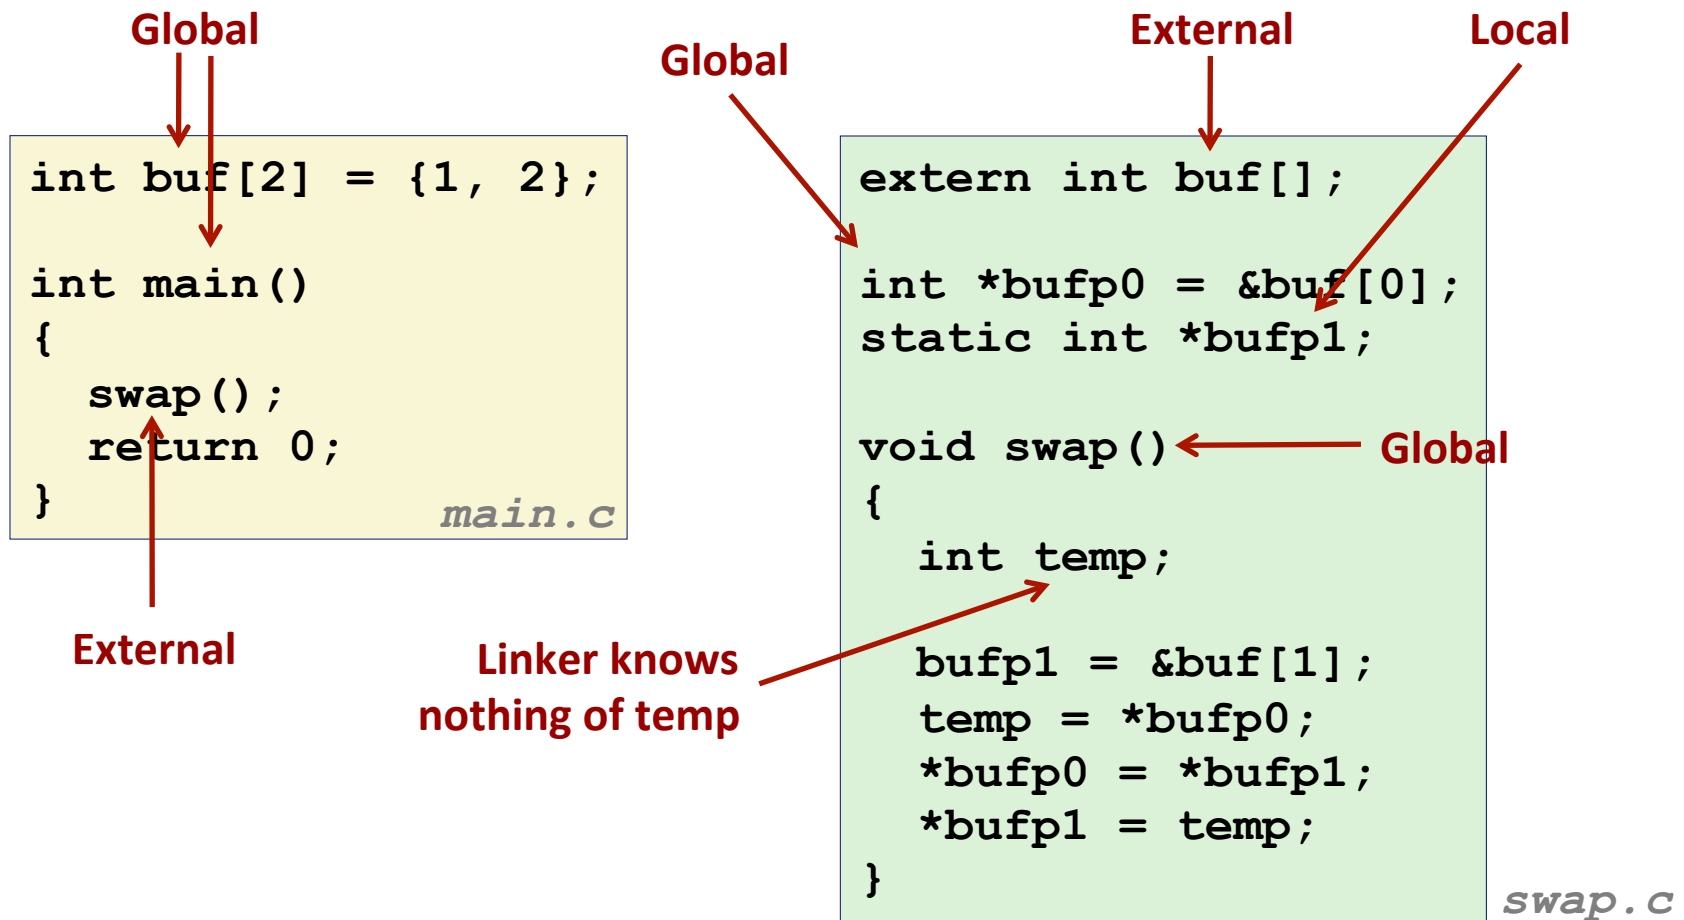 Global
int buf[2] = {1, 2};
int main()
{
  swap();
  return 0;
}
main.c
External
Global
External
Local
extern int buf[];
int *bufp0 = &buf[0];
static int *bufp1;
void swap()
Global
{
  int temp;
Linker knows
nothing of temp
  bufp1 = &buf[1];
  temp = *bufp0;
  *bufp0 = *bufp1;
  *bufp1 = temp;
}
swap.c